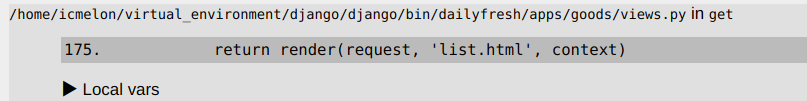 /home/icmelon/virtual_environment/django/django/bin/dailyfresh/apps/goods/views.py in get
175. return render(request, 'list.html', context)
▶ Local vars